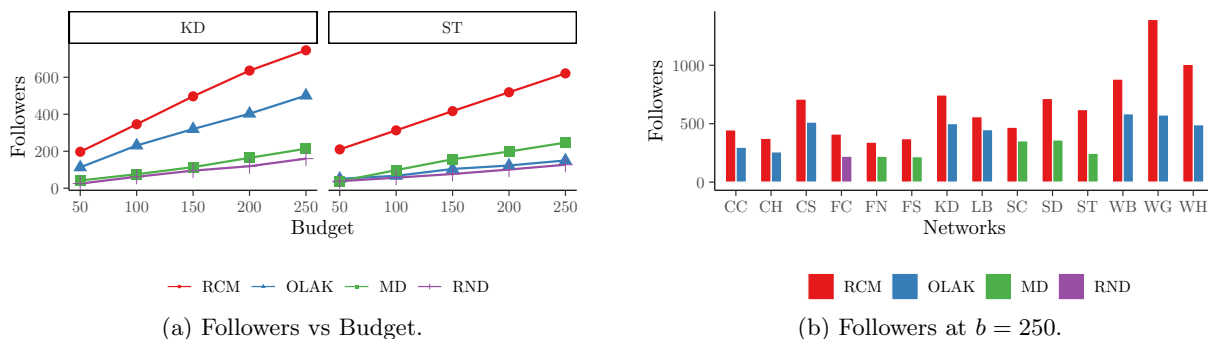 KD ST
Followers
600
400
200
0
50 100 150 200 250 50 100 150 200 250
Budget
RCM OLAK MD RND
(a) Followers vs Budget.
Followers
1000
500
0
CC CH CS FC FN FS KD LB SC SD ST WB WG WH
Networks
RCM OLAK MD RND
(b) Followers at b = 250.